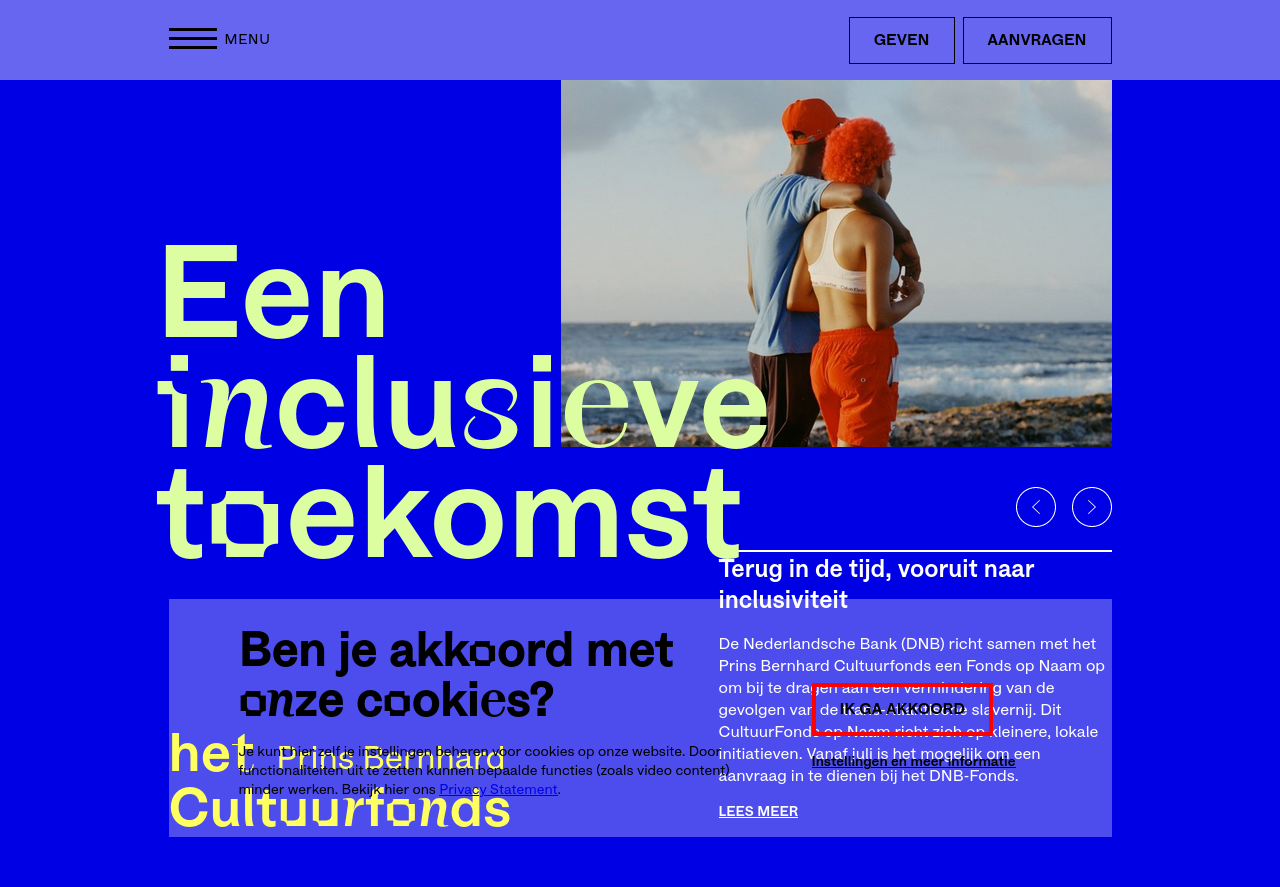 MENU
GEVEN
AANVRAGEN
Een
inclusieve
toekomst
Terug in de tijd, vooruit naar
inclusiviteit
De Nederlandsche Bank (DNB) richt samen met het
Prins Bernhard Cultuurfonds een Fonds op Naam op
om bij te dragen aan een vermindering van de
gevolgen van de trans-Atlantische slavernij. Dit
CultuurFonds op Naam richt zich op kleinere, lokale
initiatieven. Vanaf juli is het mogelijk om een
aanvraag in te dienen bij het DNB-Fonds.
LEES MEER
Ben je akkoord met
onze cookies?
Je kunt hier zelf je instellingen beheren voor cookies op onze website. Door
functionaliteiten uit te zetten kunnen bepaalde functies (zoals video content)
minder werken. Bekijk hier ons Privacy Statement.
IK GA AKKOORD
Instellingen en meer informatie
het Prins Bernhard
Cultuurfonds